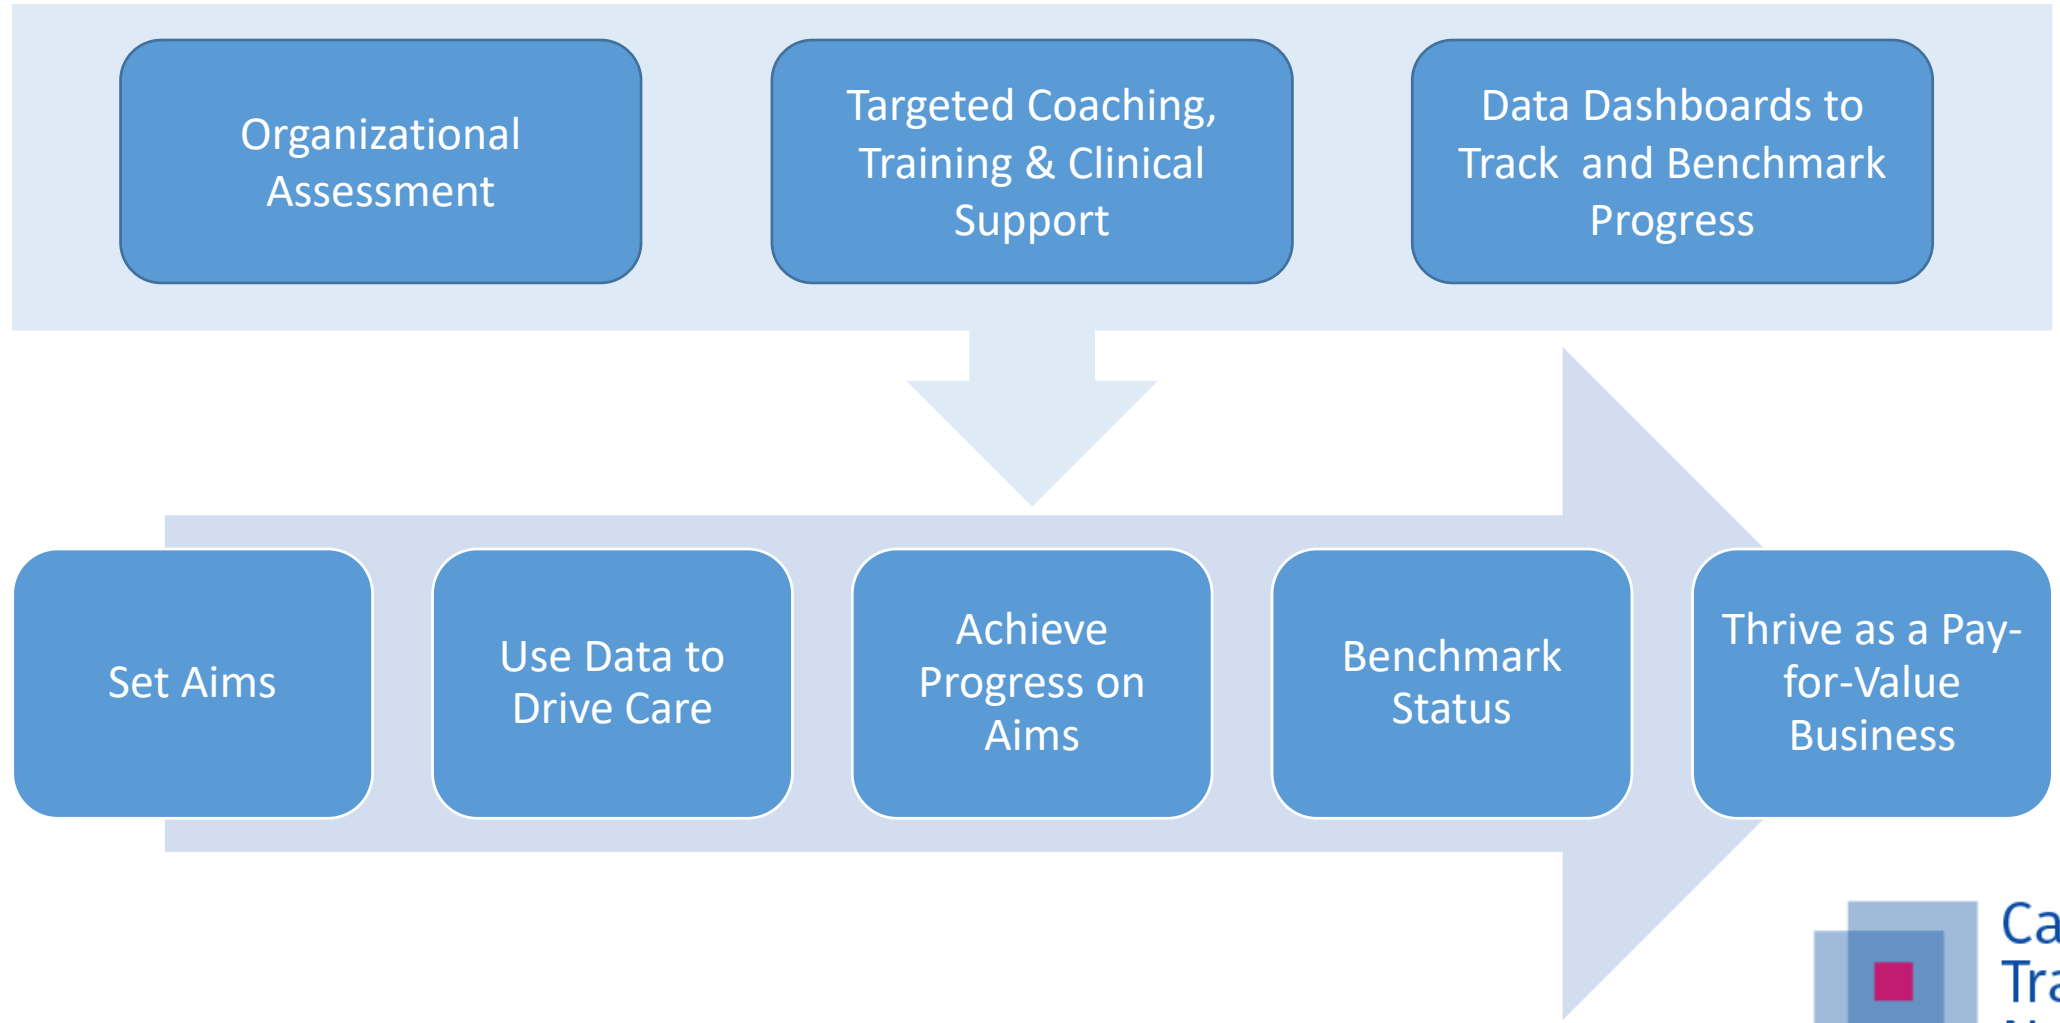 Organizational
Assessment
Targeted Coaching,
Training & Clinical
Support
Data Dashboards to
Track  and Benchmark
Progress
Set Aims
Use Data to
Drive Care
Achieve
Progress on
Aims
Benchmark
Status
Thrive as a Pay-
for-Value
Business
Ca
Tra